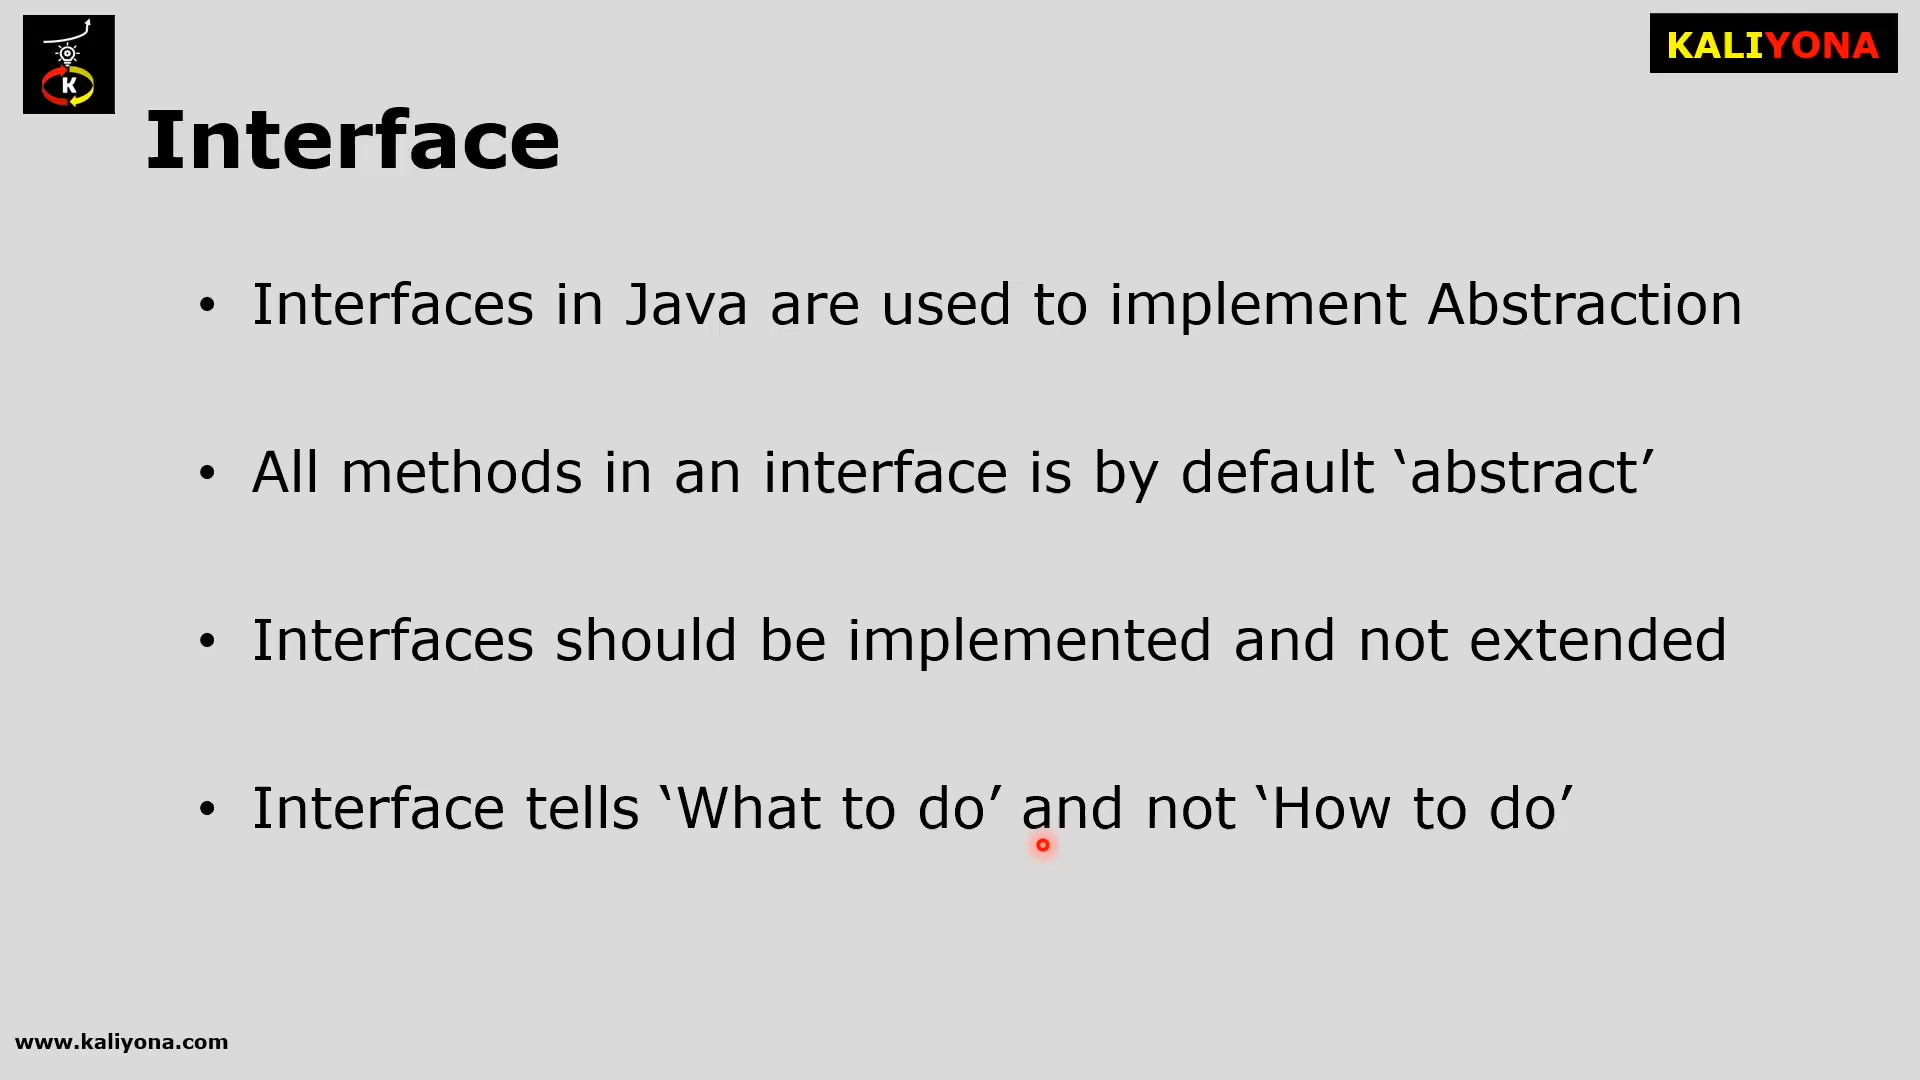 K
KALIYONA
Interface
• Interfaces in Java are used to implement Abstraction
• All methods in an interface is by default ‘abstract’
• Interfaces should be implemented and not extended
• Interface tells ‘What to do’ and not ‘How to do’
www.kaliyona.com